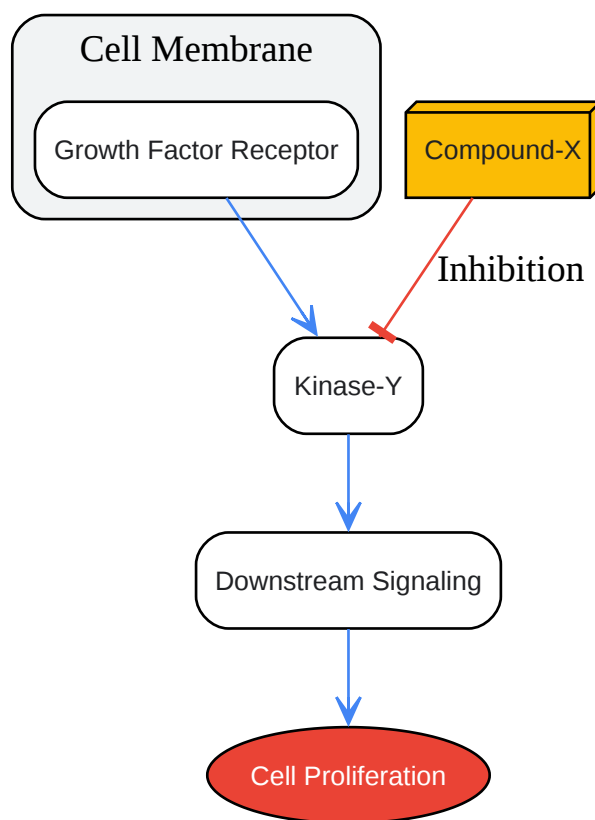 Cell Membrane
Growth Factor Receptor
Compound-X
Inhibition
Kinase-Y
Downstream Signaling
Cell Proliferation